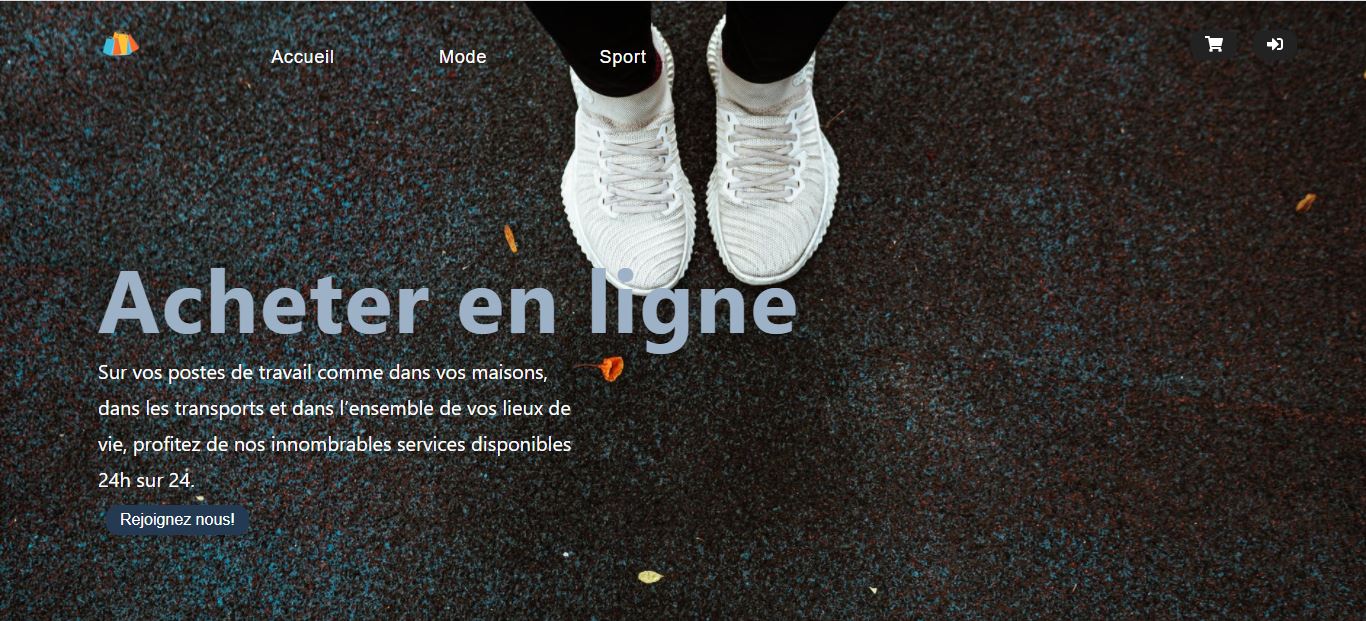 Accueil
Mode
Sport
Acheter en ligne
Sur vos postes de travail comme dans vos maisons,
dans les transports et dans l’ensemble de vos lieux de
vie, profitez de nos innombrables services disponibles
24h sur 24.
Rejoignez nous!